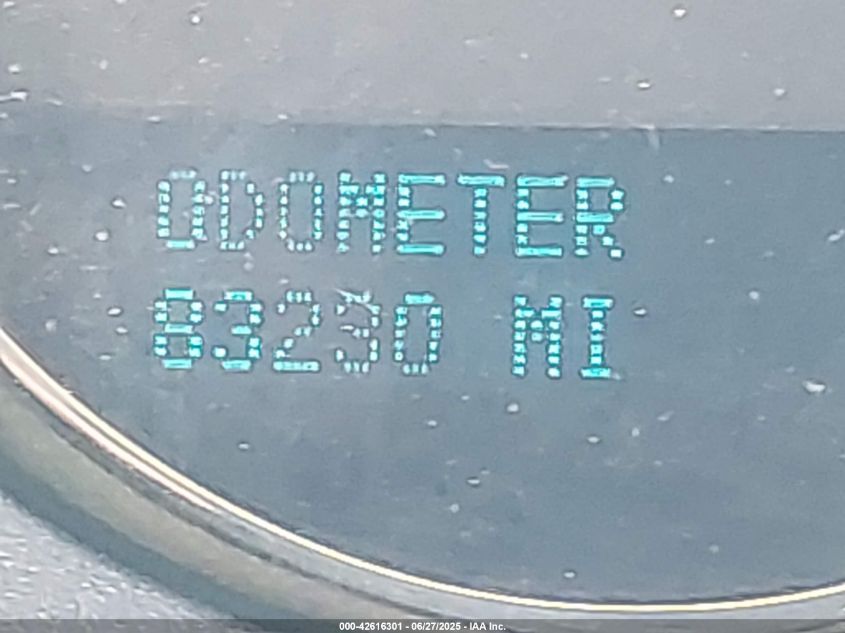 ODOMETER
83230 MI
000-42616301 - 06/27/2025 - IAA Inc.